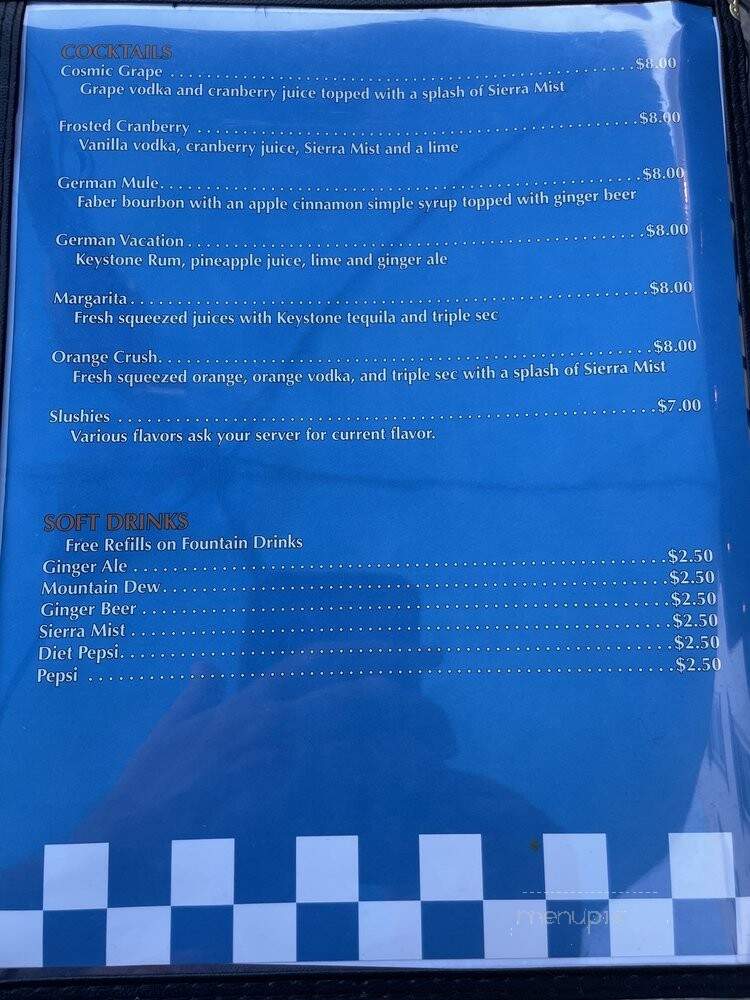 COCKTAILS
Cosmic Grape . . . . . . . . . . . . . . . . . . . . . . . . . . . . . . . . . . . . . . . . . . . . . $8.00
Grape vodka and cranberry juice topped with a splash of Sierra Mist
Frosted Cranberry . . . . . . . . . . . . . . . . . . . . . . . . . . . . . . . . . . . . . . . . . . $8.00
Vanilla vodka, cranberry juice, Sierra Mist and a lime
German Mule. . . . . . . . . . . . . . . . . . . . . . . . . . . . . . . . . . . . . . . . . . . . . . $8.00
Faber bourbon with an apple cinnamon simple syrup topped with ginger beer
German Vacation . . . . . . . . . . . . . . . . . . . . . . . . . . . . . . . . . . . . . . . . . . . $8.00
Keystone Rum, pineapple juice, lime and ginger ale
Margarita . . . . . . . . . . . . . . . . . . . . . . . . . . . . . . . . . . . . . . . . . . . . . . . . . $8.00
Fresh squeezed juices with Keystone tequila and triple sec
Orange Crush. . . . . . . . . . . . . . . . . . . . . . . . . . . . . . . . . . . . . . . . . . . . . . $8.00
Fresh squeezed orange, orange vodka, and triple sec with a splash of Sierra Mist
Slushies . . . . . . . . . . . . . . . . . . . . . . . . . . . . . . . . . . . . . . . . . . . . . . . . . . $7.00
Various flavors ask your server for current flavor.
SOFT DRINKS
Free Refills on Fountain Drinks
Ginger Ale . . . . . . . . . . . . . . . . . . . . . . . . . . . . . . . . . . . . . . . . . . . . . . . . $2.50
Mountain Dew. . . . . . . . . . . . . . . . . . . . . . . . . . . . . . . . . . . . . . . . . . . . . $2.50
Ginger Beer . . . . . . . . . . . . . . . . . . . . . . . . . . . . . . . . . . . . . . . . . . . . . . . $2.50
Sierra Mist . . . . . . . . . . . . . . . . . . . . . . . . . . . . . . . . . . . . . . . . . . . . . . . . $2.50
Diet Pepsi. . . . . . . . . . . . . . . . . . . . . . . . . . . . . . . . . . . . . . . . . . . . . . . . . $2.50
Pepsi . . . . . . . . . . . . . . . . . . . . . . . . . . . . . . . . . . . . . . . . . . . . . . . . . . . . . $2.50